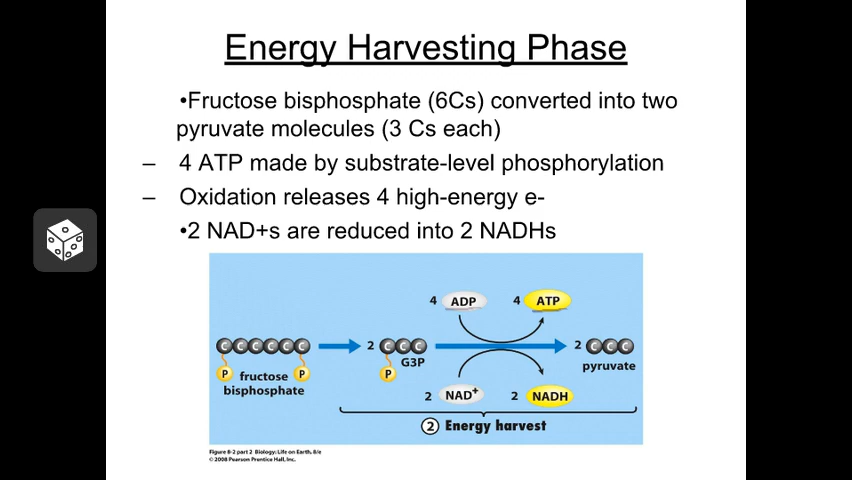 Energy Harvesting Phase
•Fructose bisphosphate (6Cs) converted into two
pyruvate molecules (3 Cs each)
– 4 ATP made by substrate-level phosphorylation
– Oxidation releases 4 high-energy e-
•2 NAD+s are reduced into 2 NADHs
4 ADP 4 ATP
C C C C C C 2 C C C 2 C C C
G3P
pyruvate
P P P
fructose
bisphosphate
2 NAD+ 2 NADH
2 Energy harvest
Figure 8-2 part 2 Biology: Life on Earth, 8/e
© 2008 Pearson Prentice Hall, Inc.